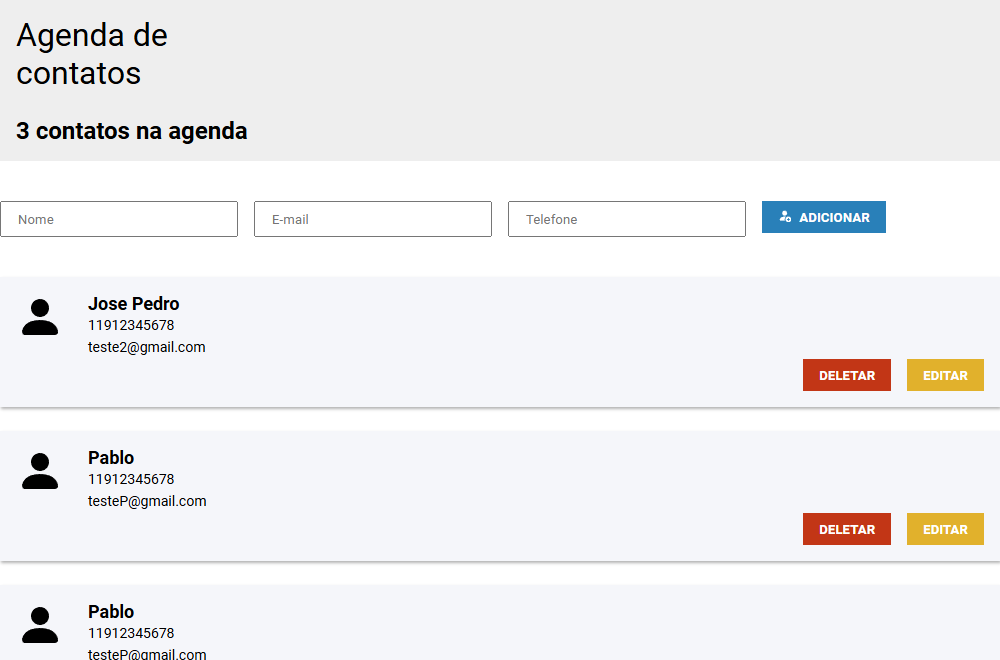 Agenda de
contatos
3 contatos na agenda
Nome E-mail Telefone ADICIONAR
Jose Pedro
11912345678
teste2@gmail.com
DELETAR EDITAR
Pablo
11912345678
testeP@gmail.com
DELETAR EDITAR
Pablo
11912345678
testeP@gmail.com